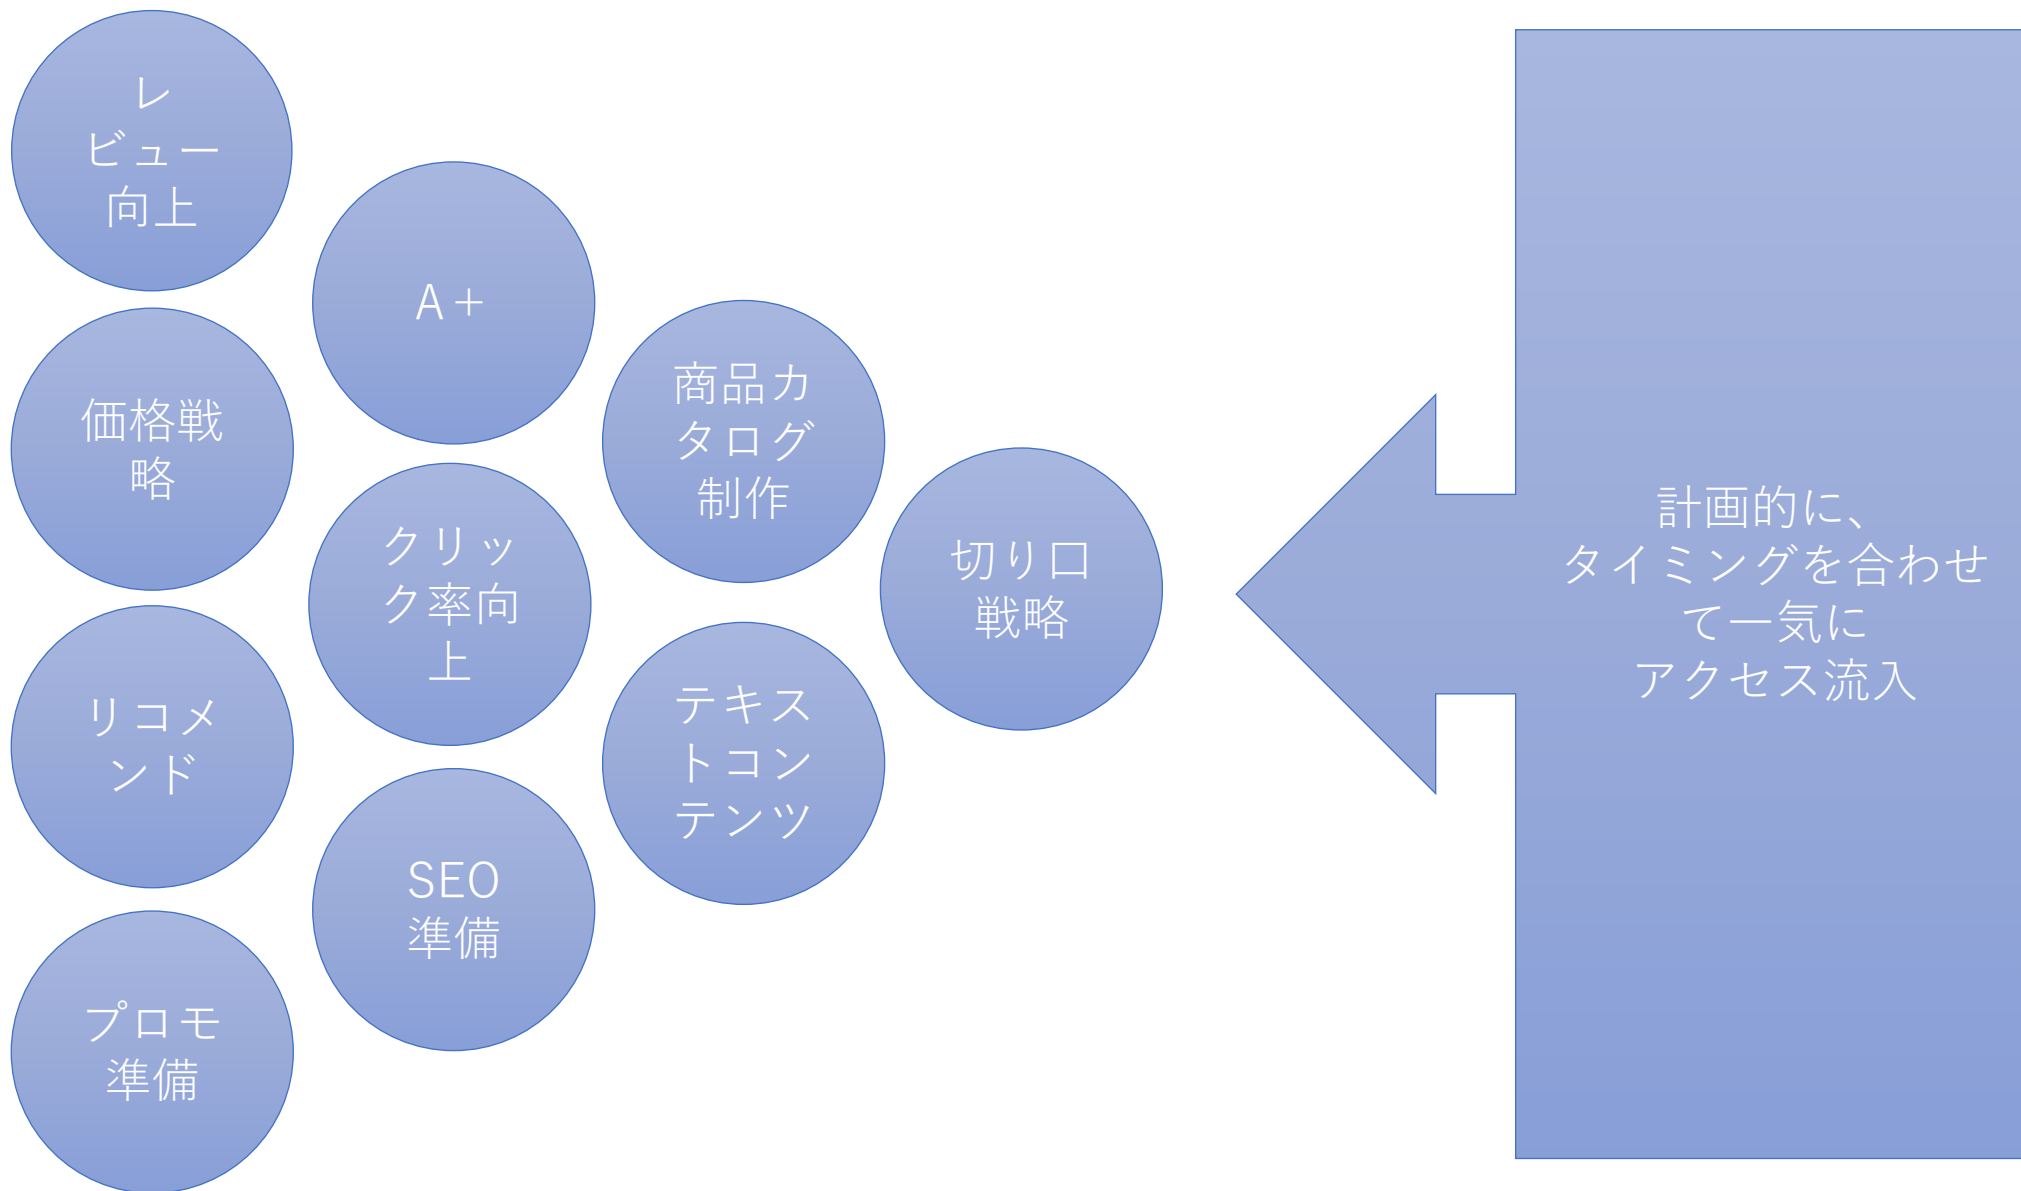 レ
ビュー
向上
価格戦
略
リコメ
ンド
プロモ
準備
A＋
クリッ
ク率向
上
SEO
準備
商品カ
タログ
制作
テキス
トコン
テンツ
切り口
戦略
計画的に、
タイミングを合わせ
て一気に
アクセス流入